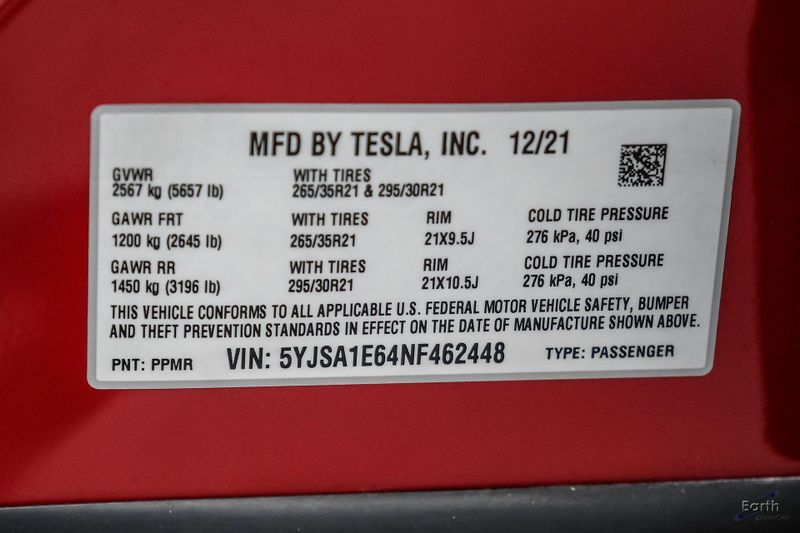 MFD BY TESLA, INC. 12/21
GVWR WITH TIRES
2567 kg (5657 lb) 265/35R21 & 295/30R21
GAWR FRT WITH TIRES RIM COLD TIRE PRESSURE
1200 kg (2645 lb) 265/35R21 21X9.5J 276 kPa, 40 psi
GAWR RR WITH TIRES RIM COLD TIRE PRESSURE
1450 kg (3196 lb) 295/30R21 21X10.5J 276 kPa, 40 psi
THIS VEHICLE CONFORMS TO ALL APPLICABLE U.S. FEDERAL MOTOR VEHICLE SAFETY, BUMPER
AND THEFT PREVENTION STANDARDS IN EFFECT ON THE DATE OF MANUFACTURE SHOWN ABOVE.
PNT: PPMR VIN: 5YJSA1E64NF462448 TYPE: PASSENGER
Earth